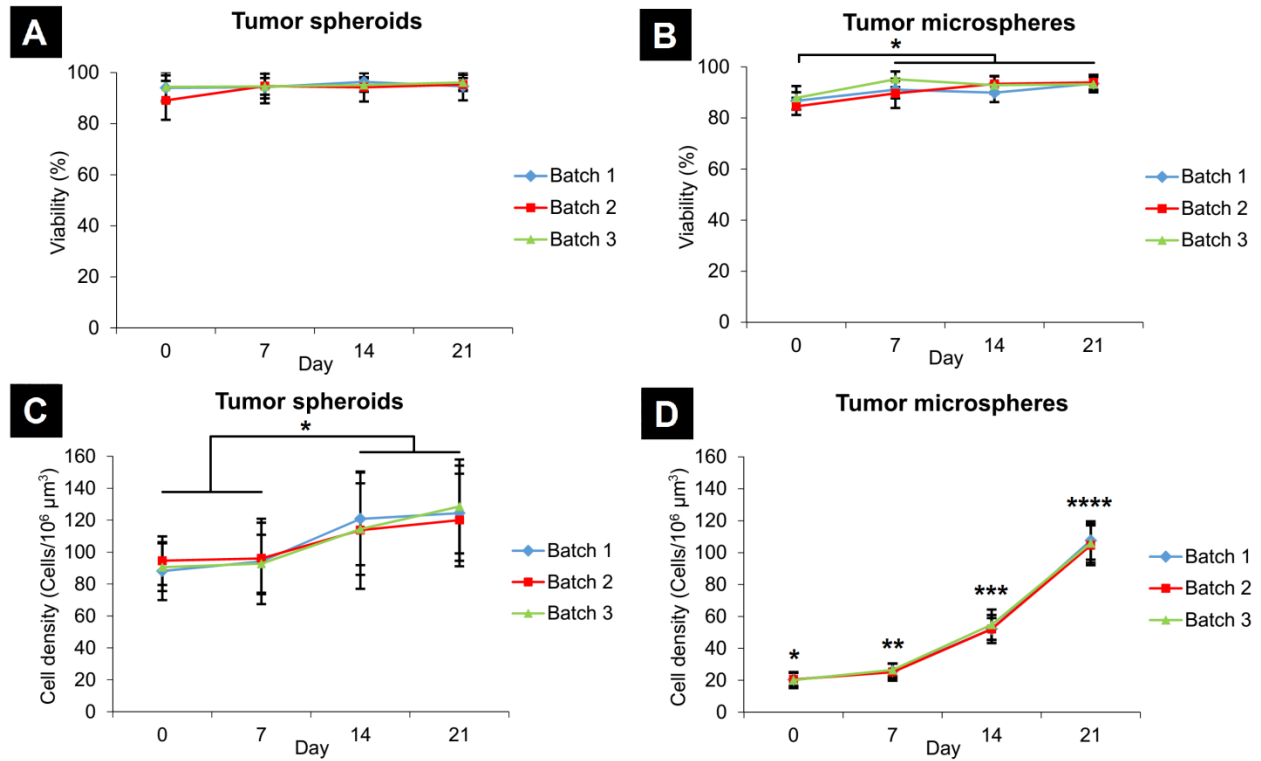 A
Tumor spheroids
100
80
60
40
20
0
Viability (%)
0 7 14 21
Day
Batch 1
Batch 2
Batch 3
B
Tumor microspheres
*
100
80
60
40
20
0
Viability (%)
0 7 14 21
Day
Batch 1
Batch 2
Batch 3
C
Tumor spheroids
*
160
140
120
100
80
60
40
20
0
Cell density (Cells/10⁶ µm³)
0 7 14 21
Day
Batch 1
Batch 2
Batch 3
D
Tumor microspheres
160
140
120
100
80
60
40
20
0
Cell density (Cells/10⁶ µm³)
* ** *** ****
0 7 14 21
Day
Batch 1
Batch 2
Batch 3